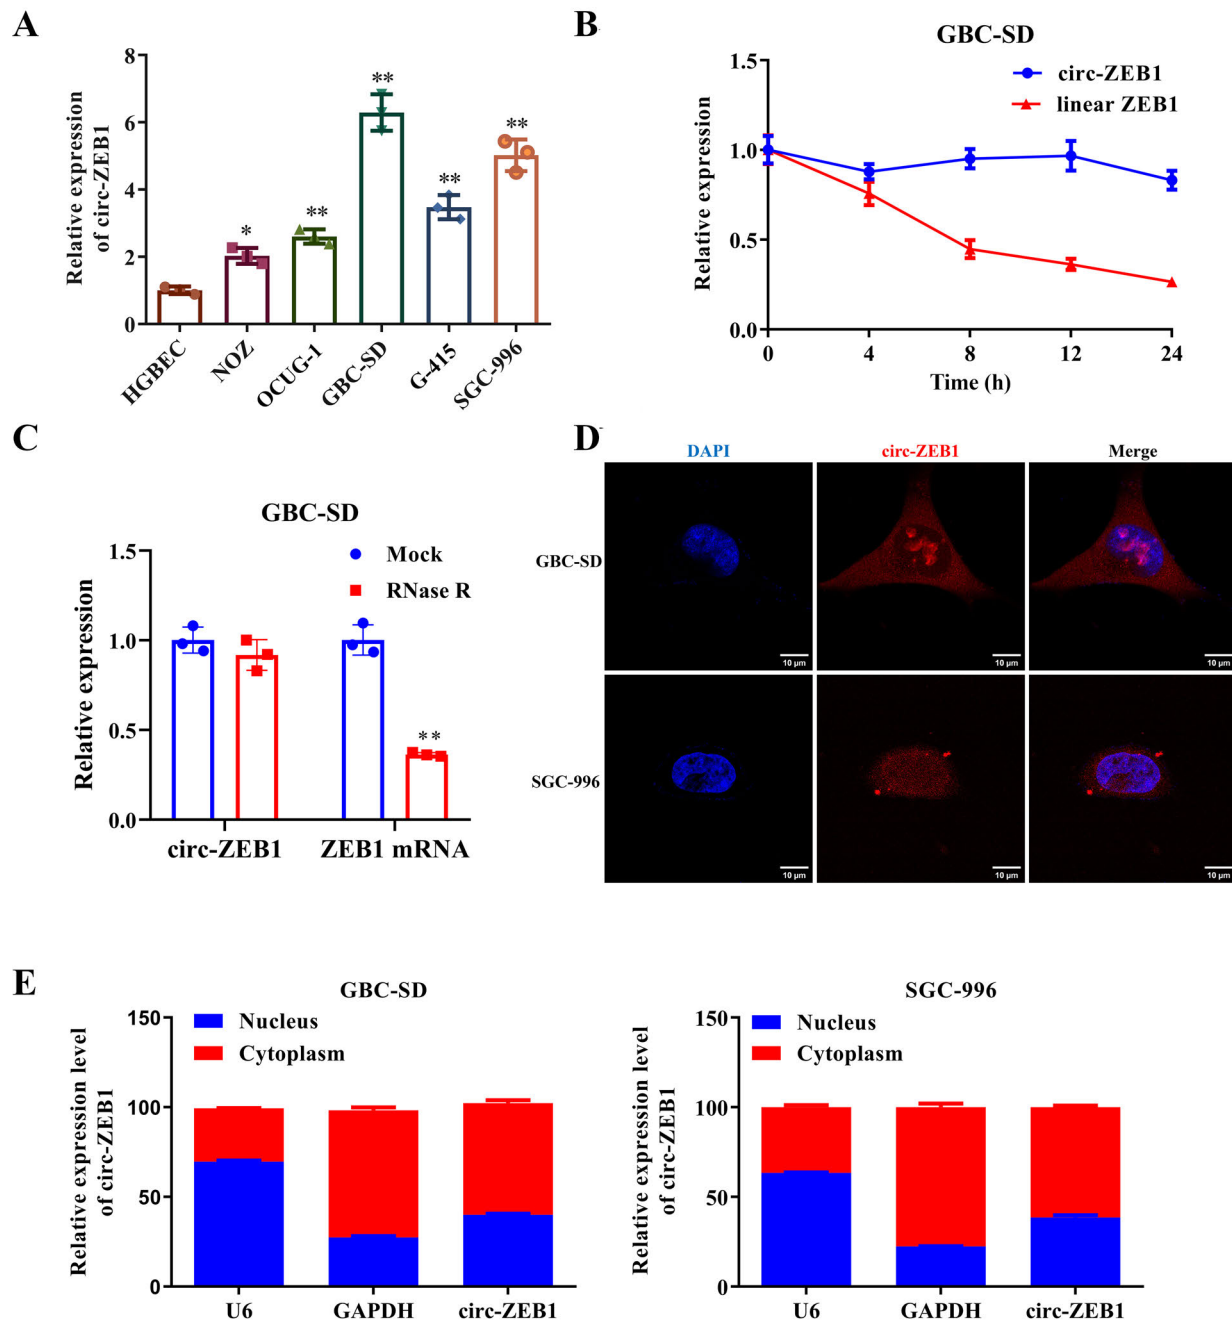 A
Relative expression
of circ-ZEB1
8
6
4
2
0
*
**
**
**
**
HGBEC
NOZ
OCUG-1
GBC-SD
G-415
SGC-996
B
GBC-SD
circ-ZEB1
linear ZEB1
Relative expression
1.5
1.0
0.5
0.0
0
4
8
12
24
Time (h)
C
GBC-SD
Mock
RNase R
Relative expression
1.5
1.0
0.5
0.0
**
circ-ZEB1
ZEB1 mRNA
D
DAPI
circ-ZEB1
Merge
GBC-SD
10 μm
10 μm
10 μm
SGC-996
10 μm
10 μm
10 μm
E
GBC-SD
Nucleus
Cytoplasm
Relative expression level
of circ-ZEB1
150
100
50
0
U6
GAPDH
circ-ZEB1
SGC-996
Nucleus
Cytoplasm
Relative expression level
of circ-ZEB1
150
100
50
0
U6
GAPDH
circ-ZEB1